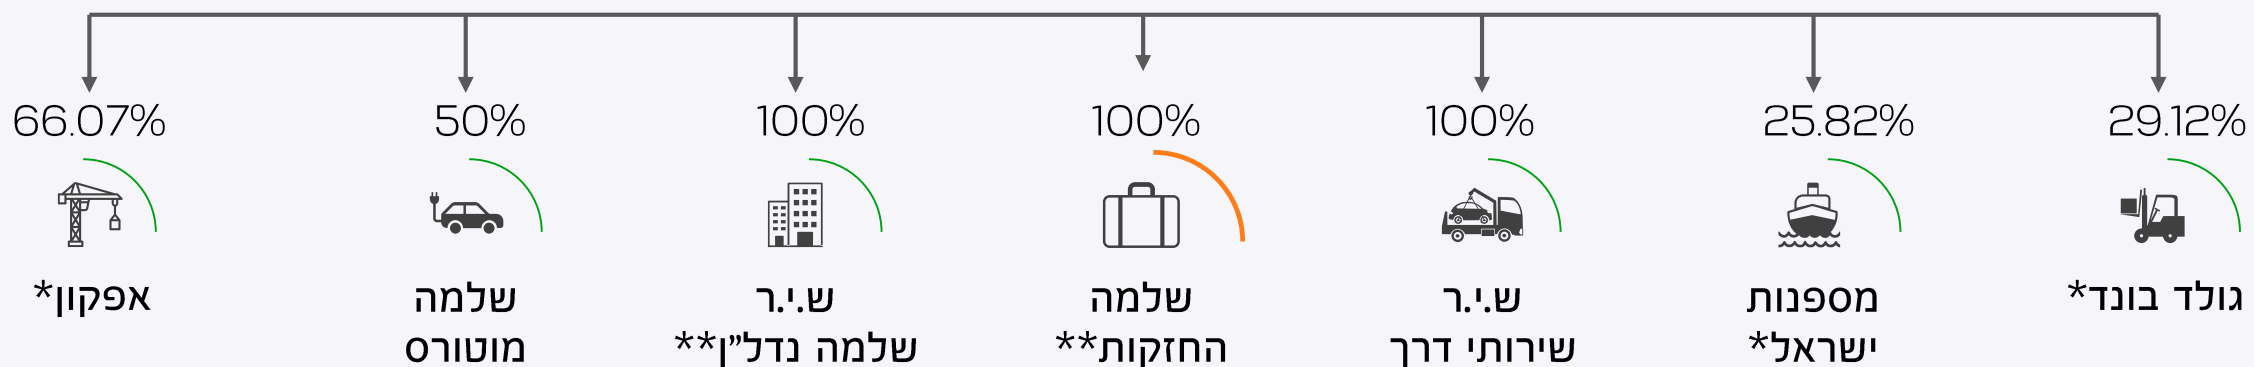 29.12%
גולד בונד*
25.82%
מספנות
ישראל*
100%
ש.י.ר
שירותי דרך
100%
שלמה
החזקות**
100%
ש.י.ר
שלמה נדל"ן**
50%
שלמה
מוטורס
66.07%
אפקון*